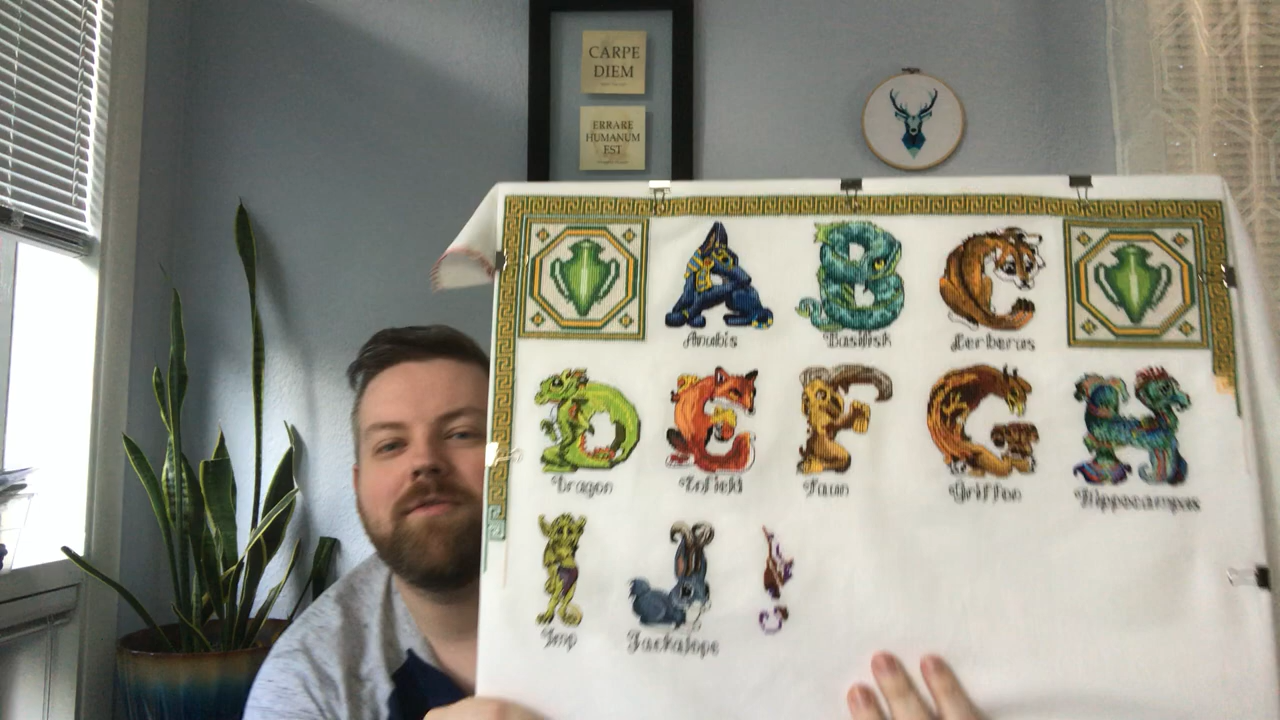 CARPE
DIEM
ERRARE
HUMANUM
EST
Anubis Basilisk Cerberus
Dragon Enfield Faun Griffon Hippocampus
Imp Jackalope